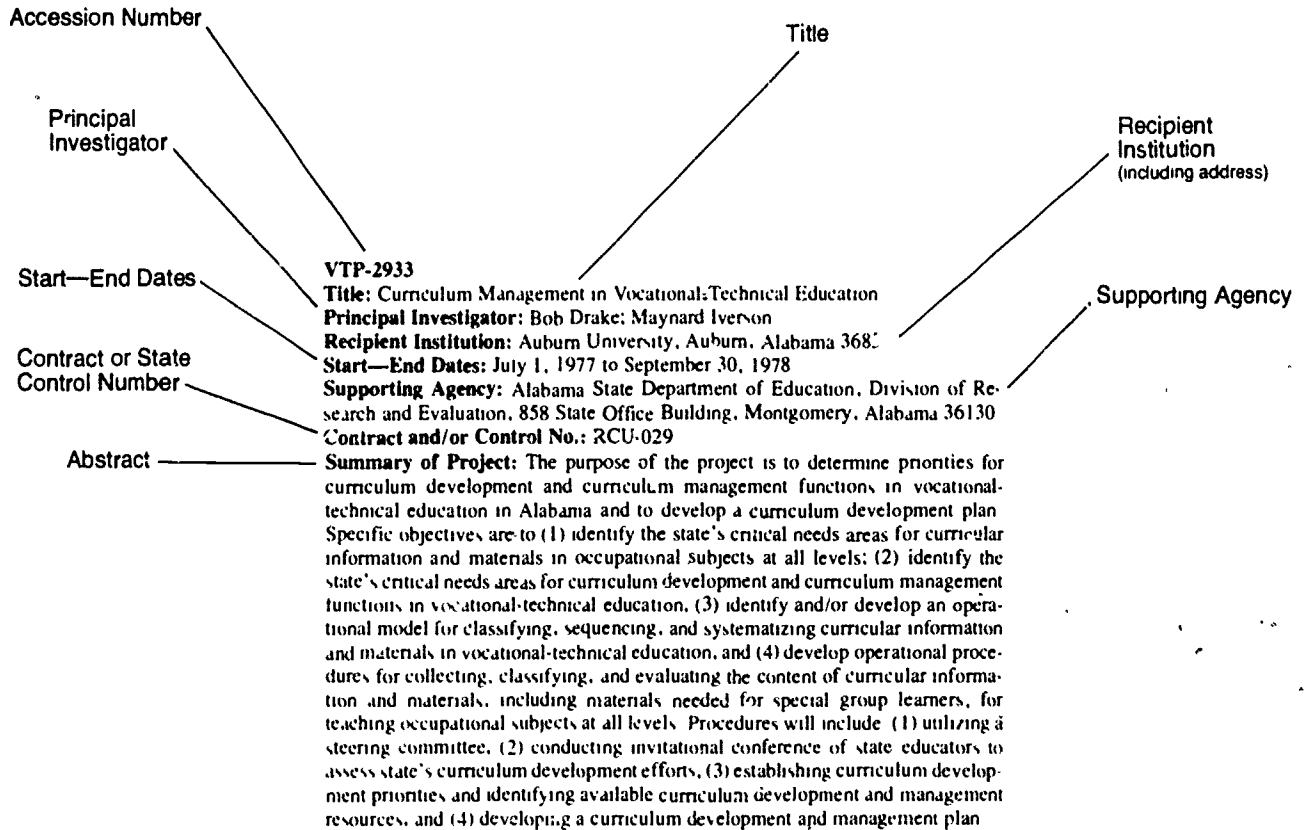 Accession Number
Title
Principal
Investigator
Recipient
Institution
(including address)
Start—End Dates
Supporting Agency
Contract or State
Control Number
Abstract
VTP-2933
Title: Curriculum Management in Vocational-Technical Education
Principal Investigator: Bob Drake; Maynard Iverson
Recipient Institution: Auburn University, Auburn, Alabama
Start—End Dates: July 1, 1977 to September 30, 1978
Supporting Agency: Alabama State Department of Education, Division of Re-
search and Evaluation, 858 State Office Building, Montgomery, Alabama 36130
Contract and/or Control No.: RCU-029
Summary of Project: The purpose of the project is to determine priorities for
curriculum development and curriculum management functions in vocational-
technical education in Alabama and to develop a curriculum development plan
Specific objectives are to (1) identify the state's critical needs areas for curricular
information and materials in occupational subjects at all levels; (2) identify the
state's critical needs areas for curriculum development and curriculum management
functions in vocational-technical education, (3) identify and/or develop an opera-
tional model for classifying, sequencing, and systematizing curricular information
and materials in vocational-technical education, and (4) develop operational proce-
dures for collecting, classifying, and evaluating the content of curricular informa-
tion and materials, including materials needed for special group learners, for
teaching occupational subjects at all levels Procedures will include (1) utilizing a
steering committee, (2) conducting invitational conference of state educators to
assess state's curriculum development efforts, (3) establishing curriculum develop-
ment priorities and identifying available curriculum development and management
resources, and (4) developing a curriculum development and management plan